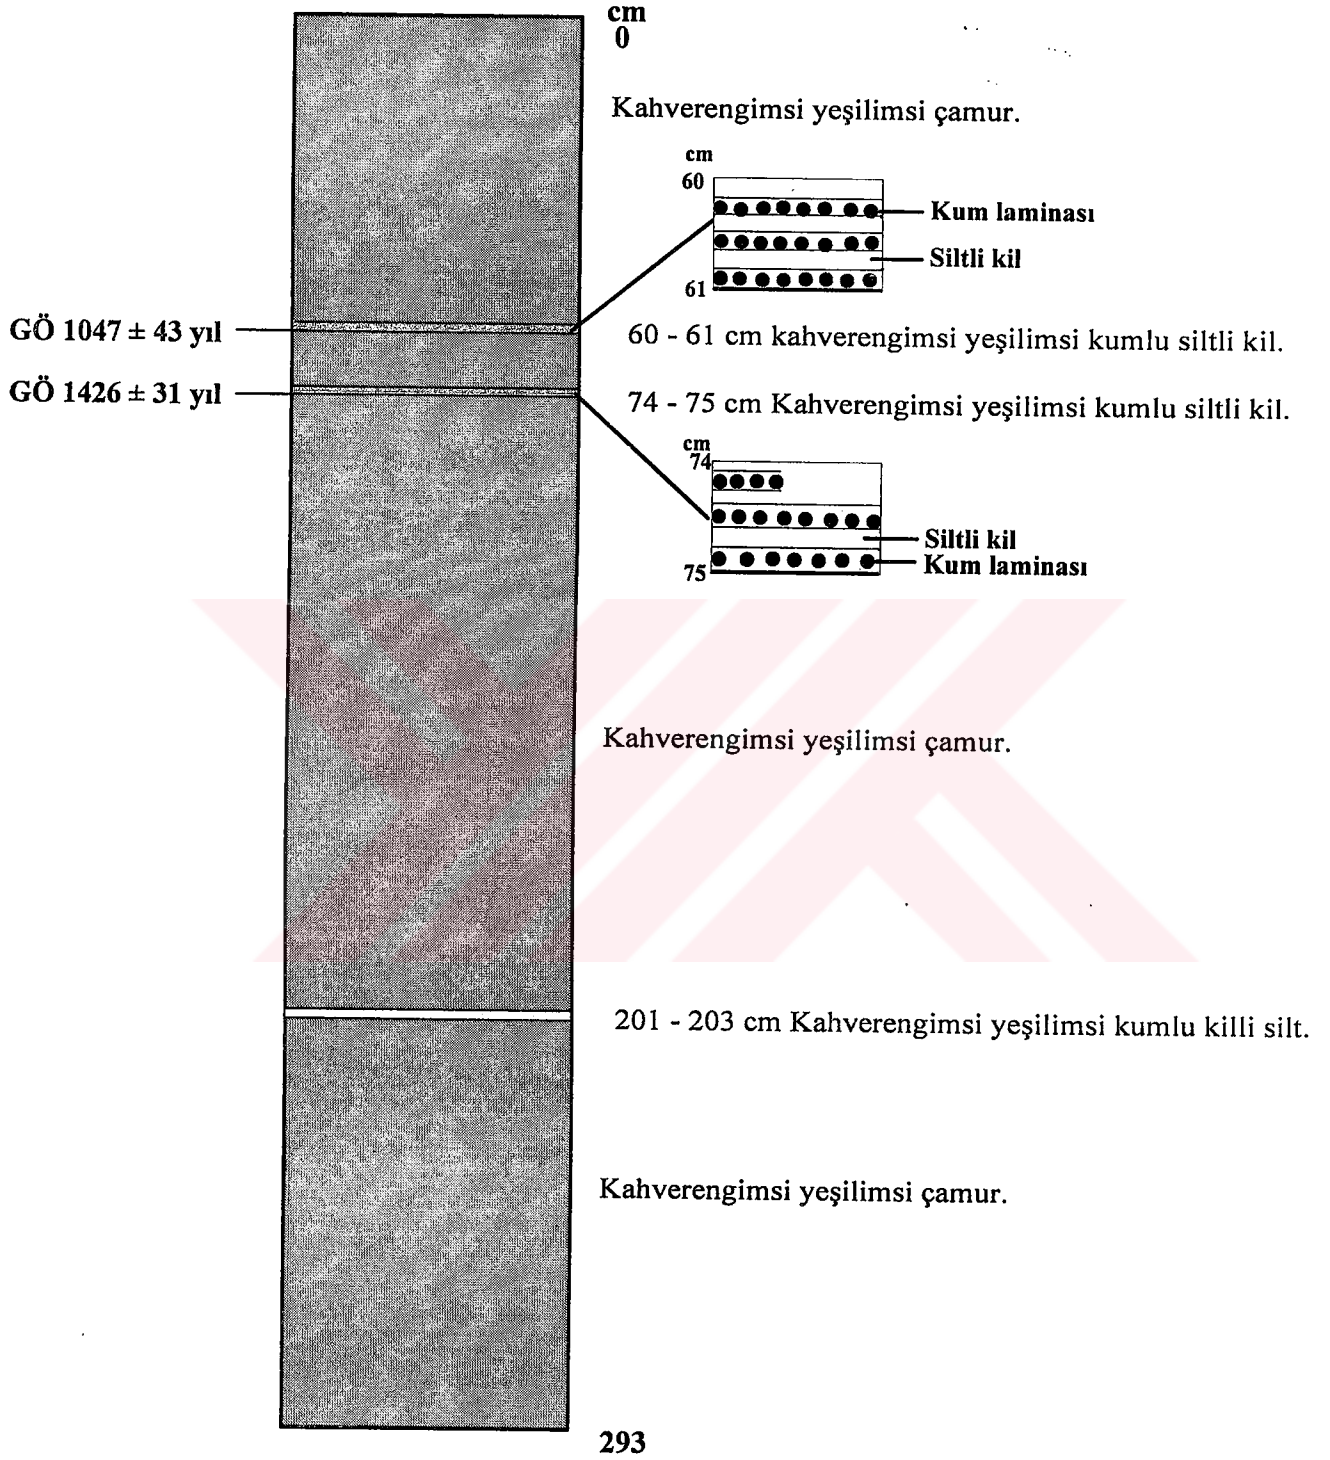 cm
0
Kahverengimsi yeşilimsi çamur.
cm
60
Kum laminası
Siltli kil
61
GÖ 1047 ± 43 yıl
60 - 61 cm kahverengimsi yeşilimsi kumlu siltli kil.
GÖ 1426 ± 31 yıl
74 - 75 cm Kahverengimsi yeşilimsi kumlu siltli kil.
cm
74
Siltli kil
Kum laminası
75
Kahverengimsi yeşilimsi çamur.
201 - 203 cm Kahverengimsi yeşilimsi kumlu killi silt.
Kahverengimsi yeşilimsi çamur.
293